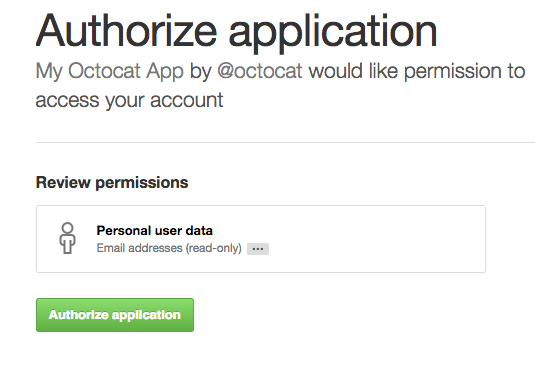 Authorize application
My Octocat App by @octocat would like permission to
access your account
Review permissions
Personal user data
Email addresses (read-only) ...
Authorize application